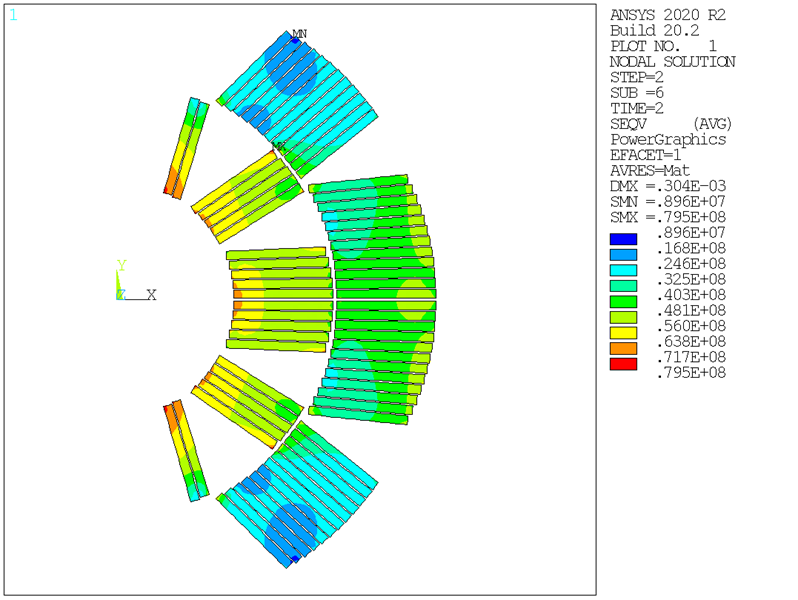 1
MN
MX
Y
Z X
ANSYS 2020 R2
Build 20.2
PLOT NO. 1
NODAL SOLUTION
STEP=2
SUB =6
TIME=2
SEQV (AVG)
PowerGraphics
EFACET=1
AVRES=Mat
DMX =.304E-03
SMN =.896E+07
SMX =.795E+08
.896E+07
.168E+08
.246E+08
.325E+08
.403E+08
.481E+08
.560E+08
.638E+08
.717E+08
.795E+08